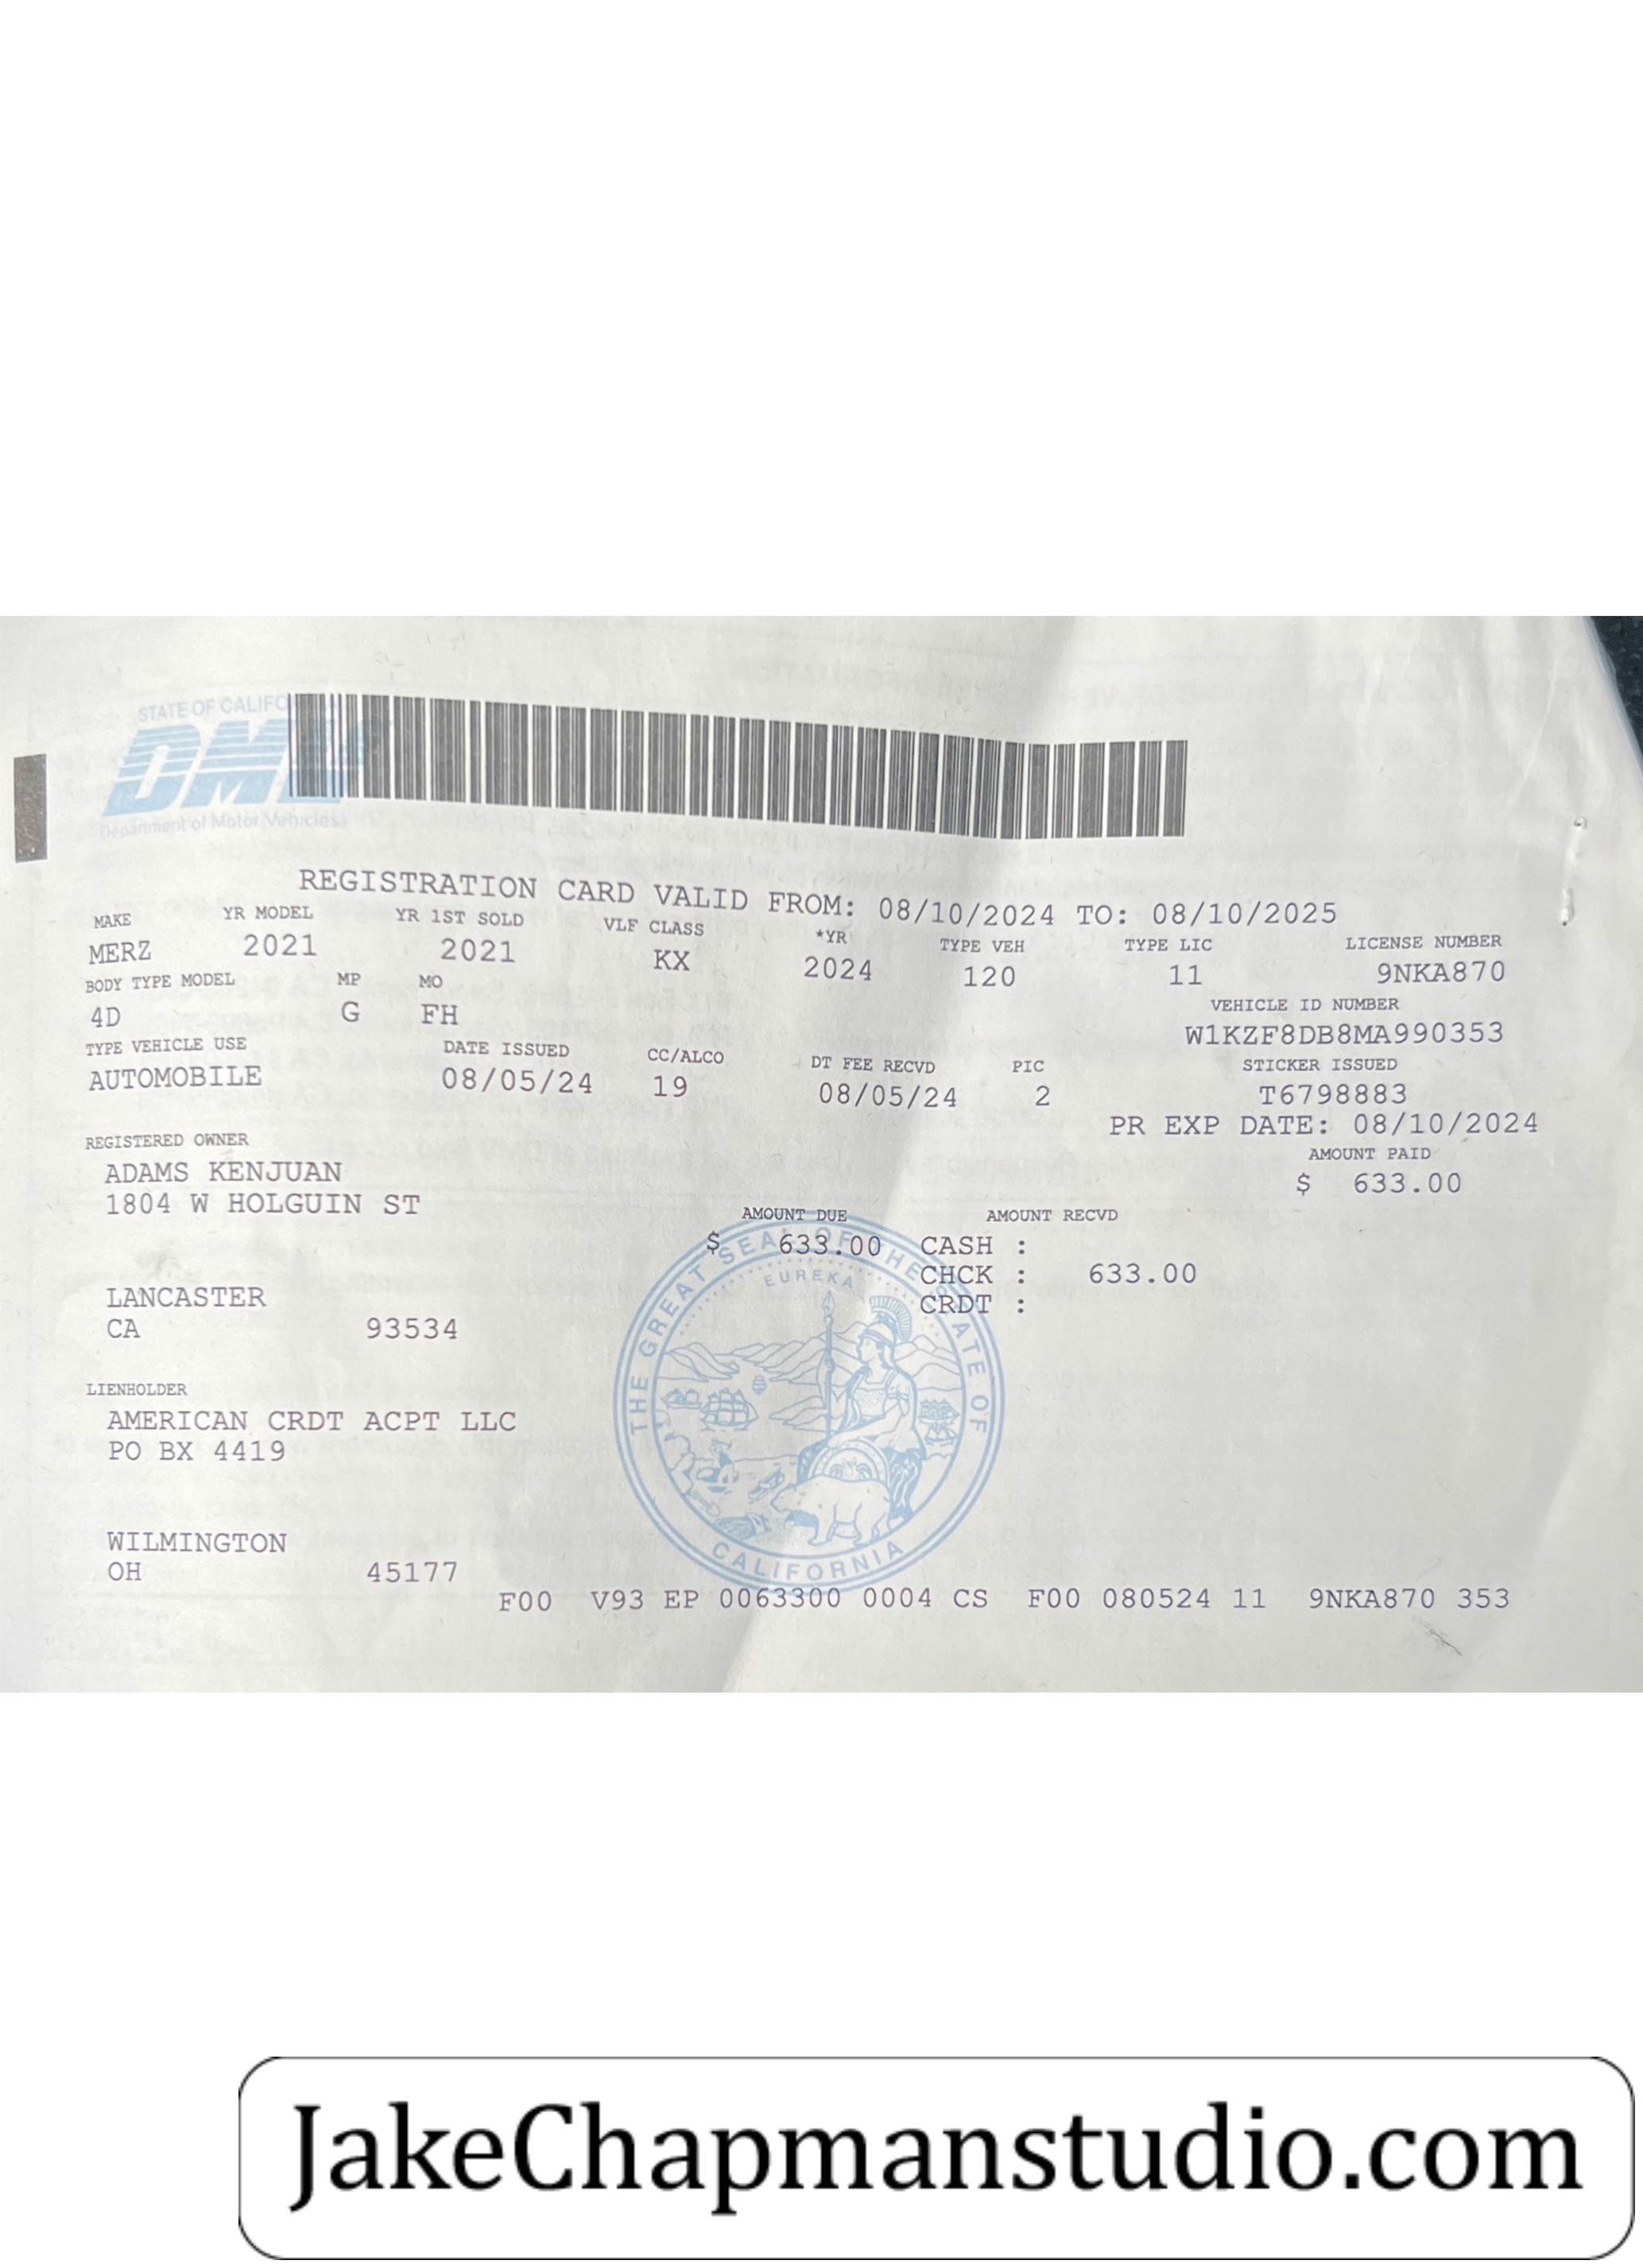 STATE OF CALIFO
DMV
Department of Motor Vehicles
REGISTRATION CARD VALID FROM: 08/10/2024 TO: 08/10/2025
MAKE YR MODEL YR 1ST SOLD VLF CLASS *YR TYPE VEH TYPE LIC LICENSE NUMBER
MERZ 2021 2021 KX 2024 120 11 9NKA870
BODY TYPE MODEL MP MO VEHICLE ID NUMBER
4D G FH W1KZF8DB8MA990353
TYPE VEHICLE USE DATE ISSUED CC/ALCO DT FEE RECVD PIC STICKER ISSUED
AUTOMOBILE 08/05/24 19 08/05/24 2 T6798883
PR EXP DATE: 08/10/2024
REGISTERED OWNER AMOUNT PAID
ADAMS KENJUAN $ 633.00
1804 W HOLGUIN ST
AMOUNT DUE AMOUNT RECVD
$ 633.00 CASH :
CHCK : 633.00
CRDT :
LANCASTER
CA 93534
LIENHOLDER
AMERICAN CRDT ACPT LLC
PO BX 4419
WILMINGTON
OH 45177
THE GREAT SEAL OF THE STATE OF CALIFORNIA
EUREKA
F00 V93 EP 0063300 0004 CS F00 080524 11 9NKA870 353
JakeChapmanstudio.com